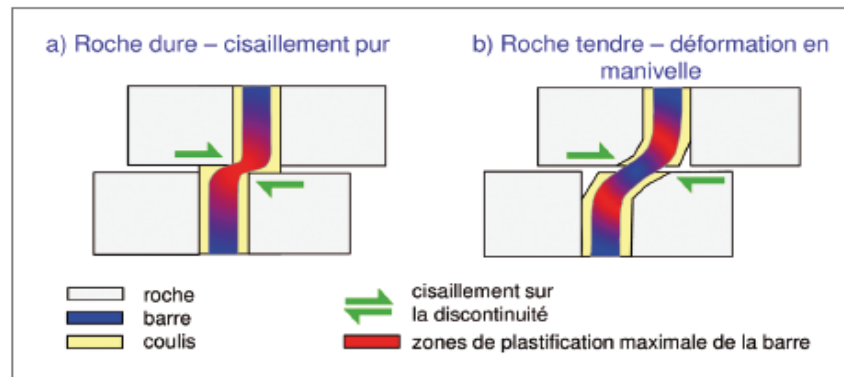 a) Roche dure – cisaillement pur
b) Roche tendre – déformation en
manivelle
roche
barre
coulis
cisaillement sur
la discontinuité
zones de plastification maximale de la barre